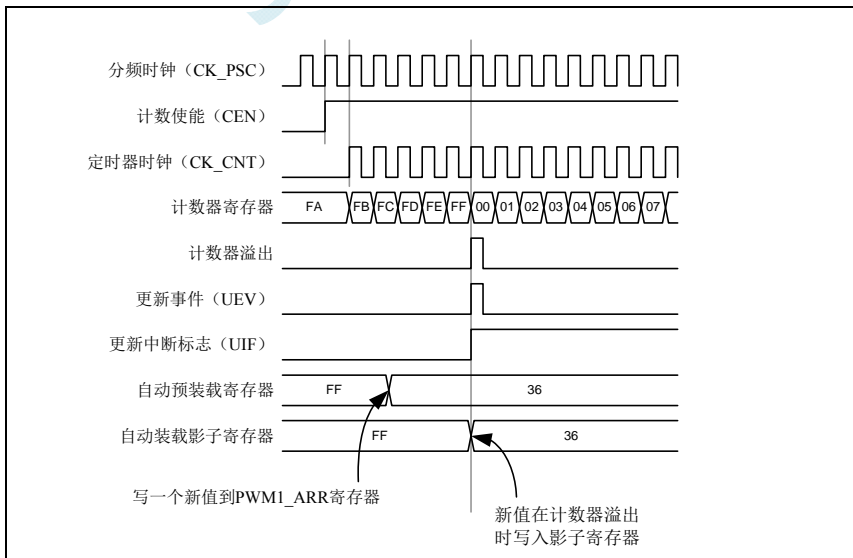 分频时钟（CK_PSC）
计数使能（CEN）
定时器时钟（CK_CNT）
计数器寄存器 FA FB FC FD FE FF 00 01 02 03 04 05 06 07
计数器溢出
更新事件（UEV）
更新中断标志（UIF）
自动预装载寄存器 FF 36
自动装载影子寄存器 FF 36
写一个新值到PWM1_ARR寄存器
新值在计数器溢出
时写入影子寄存器